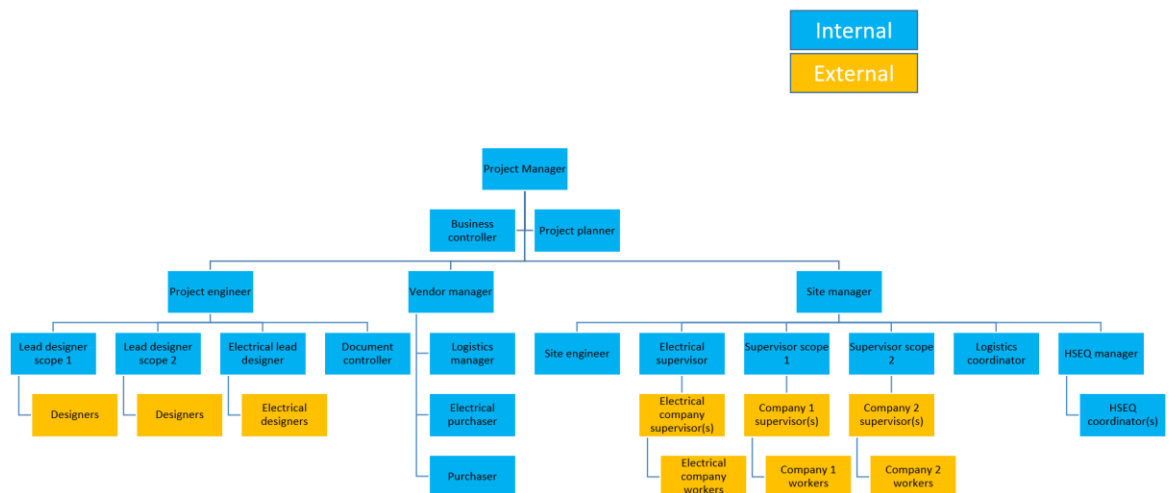 Internal
External
Project Manager
Business
controller
Project planner
Project engineer
Vendor manager
Site manager
Lead designer
scope 1
Lead designer
scope 2
Electrical lead
designer
Document
controller
Logistics
manager
Site engineer
Electrical
supervisor
Supervisor scope
1
Supervisor scope
2
Logistics
coordinator
HSEQ manager
Designers
Designers
Electrical
designers
Electrical
purchaser
Electrical
company
supervisor(s)
Company 1
supervisor(s)
Company 2
supervisor(s)
HSEQ
coordinator(s)
Purchaser
Electrical
company
workers
Company 1
workers
Company 2
workers